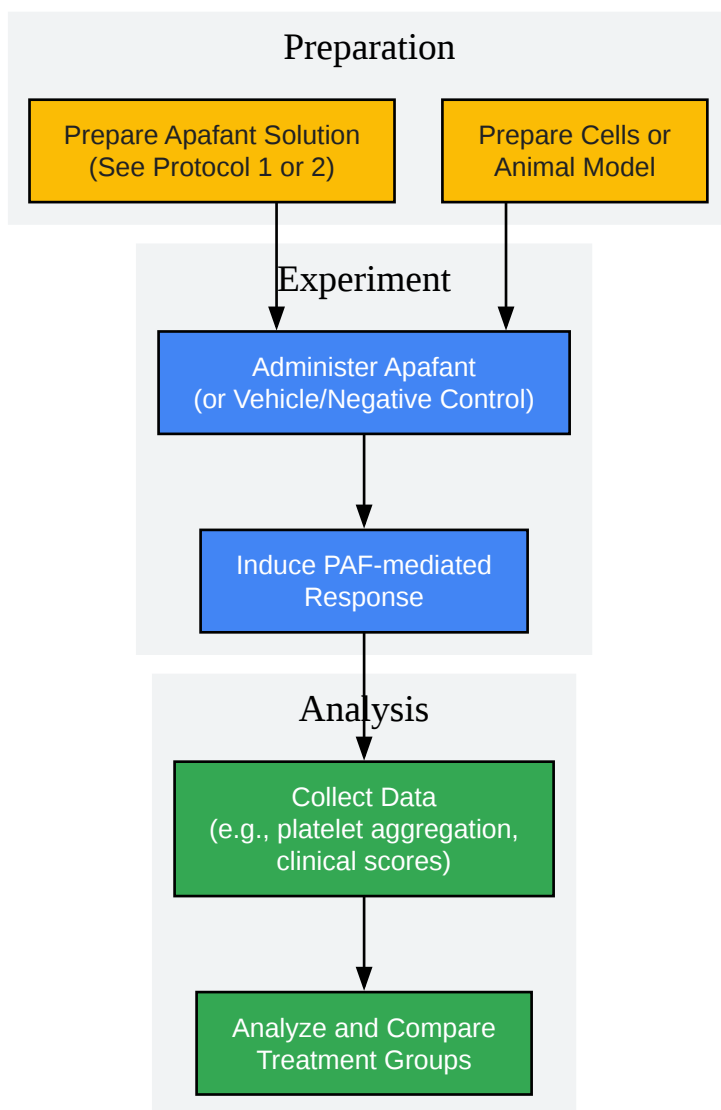 Preparation
Prepare Apafant Solution
(See Protocol 1 or 2)
Prepare Cells or
Animal Model
Experiment
Administer Apafant
(or Vehicle/Negative Control)
Induce PAF-mediated
Response
Analysis
Collect Data
(e.g., platelet aggregation,
clinical scores)
Analyze and Compare
Treatment Groups